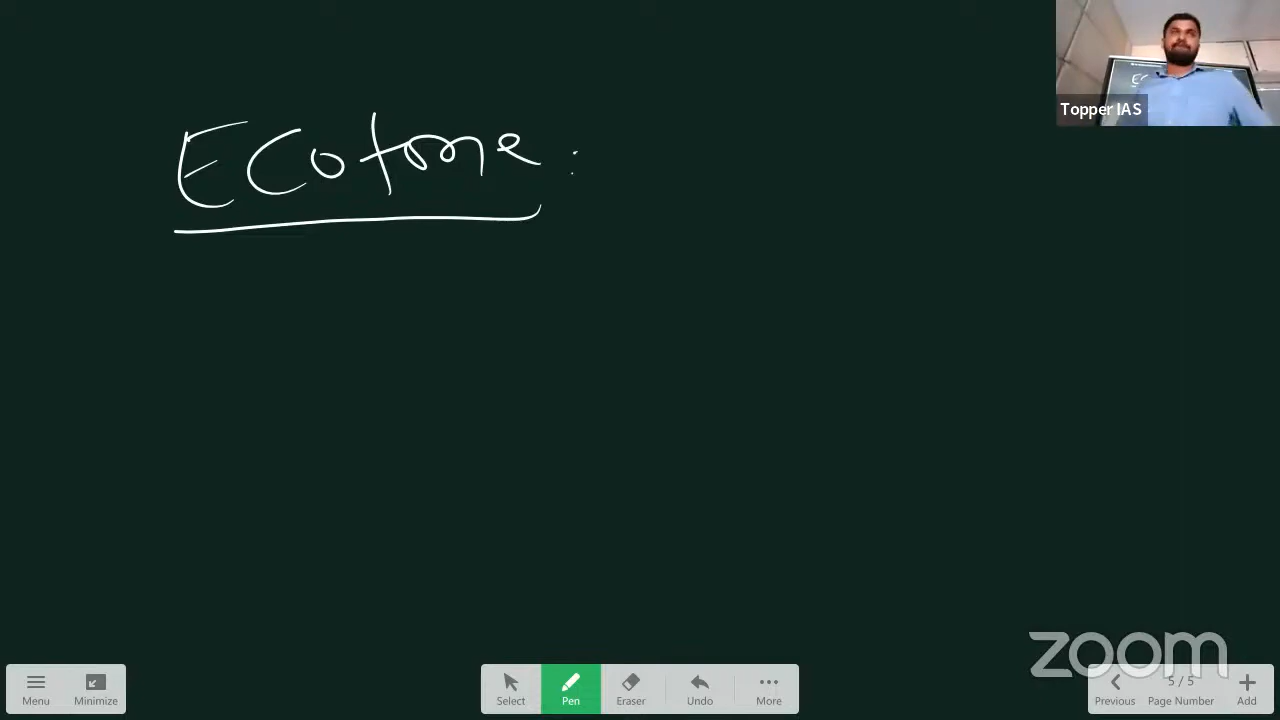 Topper IAS
Ecotone :
zoom
Menu Minimize Select Pen Eraser Undo More Previous 5 / 5 Page Number Add